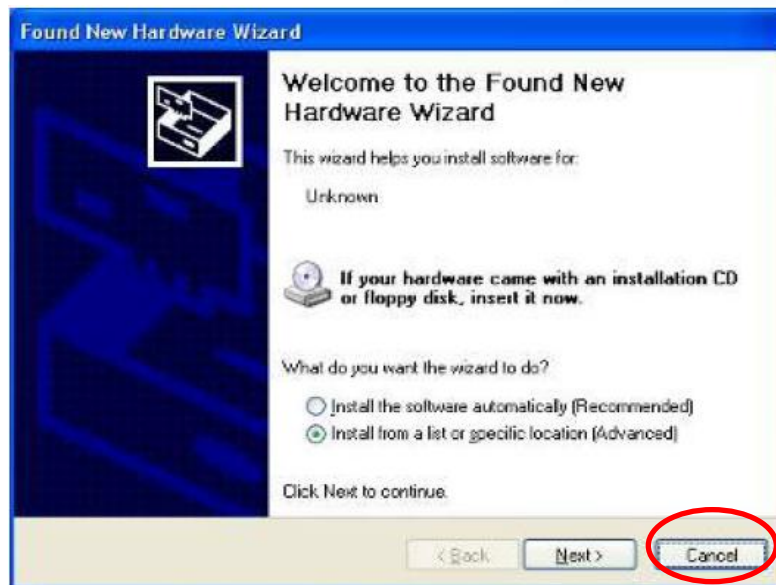 Found New Hardware Wizard
Welcome to the Found New
Hardware Wizard
This wizard helps you install software for:
Unknown
If your hardware came with an installation CD
or floppy disk, insert it now.
What do you want the wizard to do?
Install the software automatically (Recommended)
Install from a list or specific location (Advanced)
Click Next to continue.
< Back
Next >
Cancel